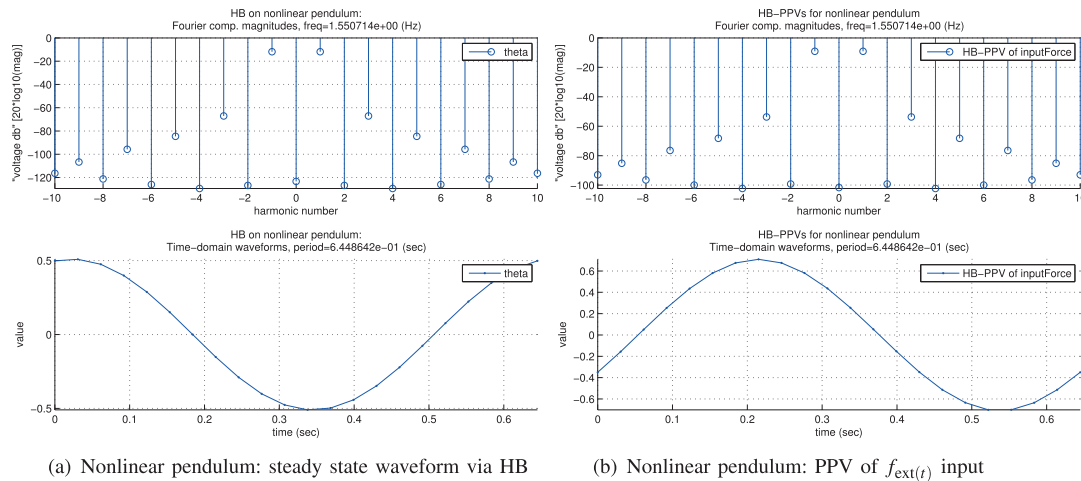 HB on nonlinear pendulum:
Fourier comp. magnitudes, freq=1.550714e+00 (Hz)
"voltage db" [20*log10(mag)]
0
−20
−40
−60
−80
−100
−120
theta
−10 −8 −6 −4 −2 0 2 4 6 8 10
harmonic number
HB−PPVs for nonlinear pendulum
Fourier comp. magnitudes, freq=1.550714e+00 (Hz)
"voltage db" [20*log10(mag)]
0
−20
−40
−60
−80
−100
HB−PPV of inputForce
−10 −8 −6 −4 −2 0 2 4 6 8 10
harmonic number
HB on nonlinear pendulum:
Time−domain waveforms, period=6.448642e−01 (sec)
value
0.5
0
−0.5
theta
0 0.1 0.2 0.3 0.4 0.5 0.6
time (sec)
HB−PPVs for nonlinear pendulum
Time−domain waveforms, period=6.448642e−01 (sec)
value
0.6
0.4
0.2
0
−0.2
−0.4
−0.6
HB−PPV of inputForce
0 0.1 0.2 0.3 0.4 0.5 0.6
time (sec)
(a) Nonlinear pendulum: steady state waveform via HB
(b) Nonlinear pendulum: PPV of f_ext(t) input